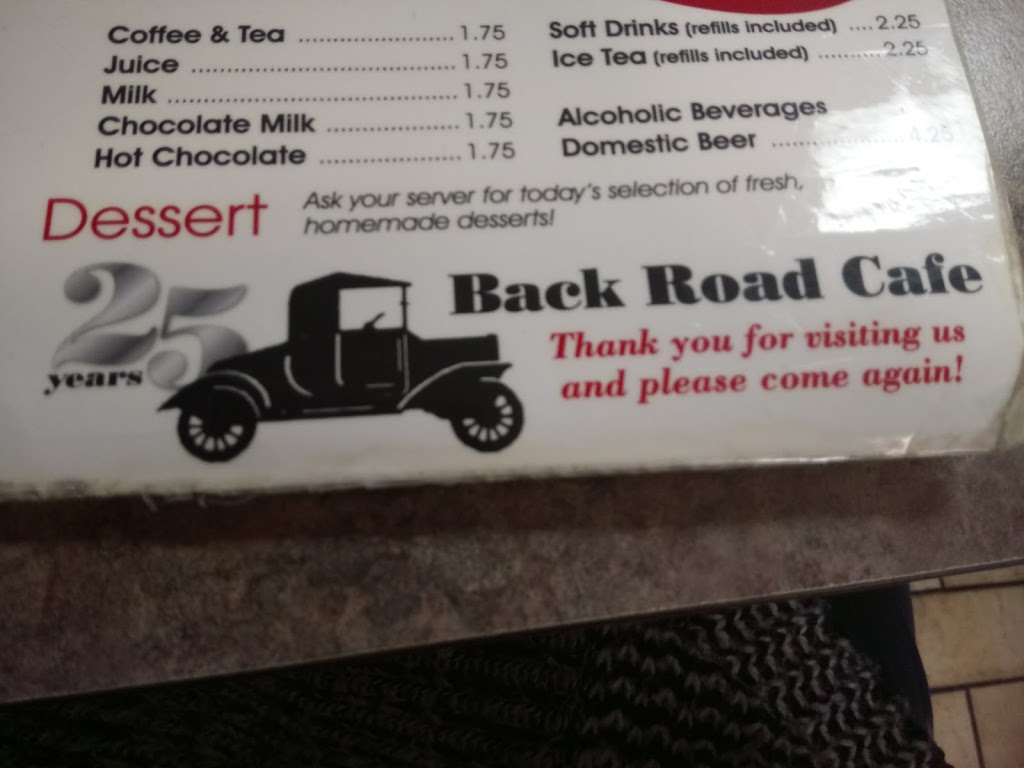 Coffee & Tea ........................ 1.75
Juice ........................................ 1.75
Milk ............................................ 1.75
Chocolate Milk .................... 1.75
Hot Chocolate ...................... 1.75
Soft Drinks (refills included) .... 2.25
Ice Tea (refills included) .......... 2.25
Alcoholic Beverages
Domestic Beer .................... 4.25
Dessert
Ask your server for today's selection of fresh,
homemade desserts!
25
years
Back Road Cafe
Thank you for visiting us
and please come again!